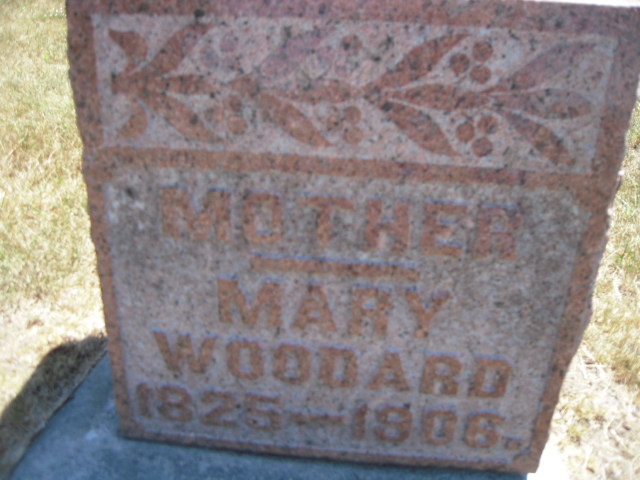 MOTHER
MARY
WOODARD
1825-1906.